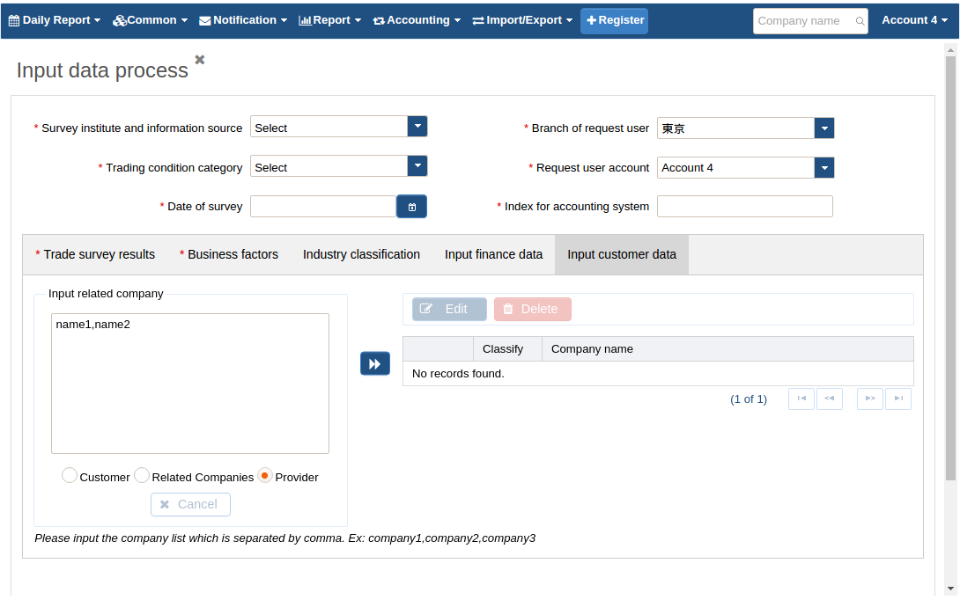 Daily Report Common Notification Report Accounting Import/Export Register Company name Account 4
Input data process
* Survey institute and information source Select * Branch of request user 東京
* Trading condition category Select * Request user account Account 4
* Date of survey * Index for accounting system
* Trade survey results * Business factors Industry classification Input finance data Input customer data
Input related company
name1,name2
Edit Delete
Classify Company name
No records found.
(1 of 1)
Customer Related Companies Provider
Cancel
Please input the company list which is separated by comma. Ex: company1,company2,company3